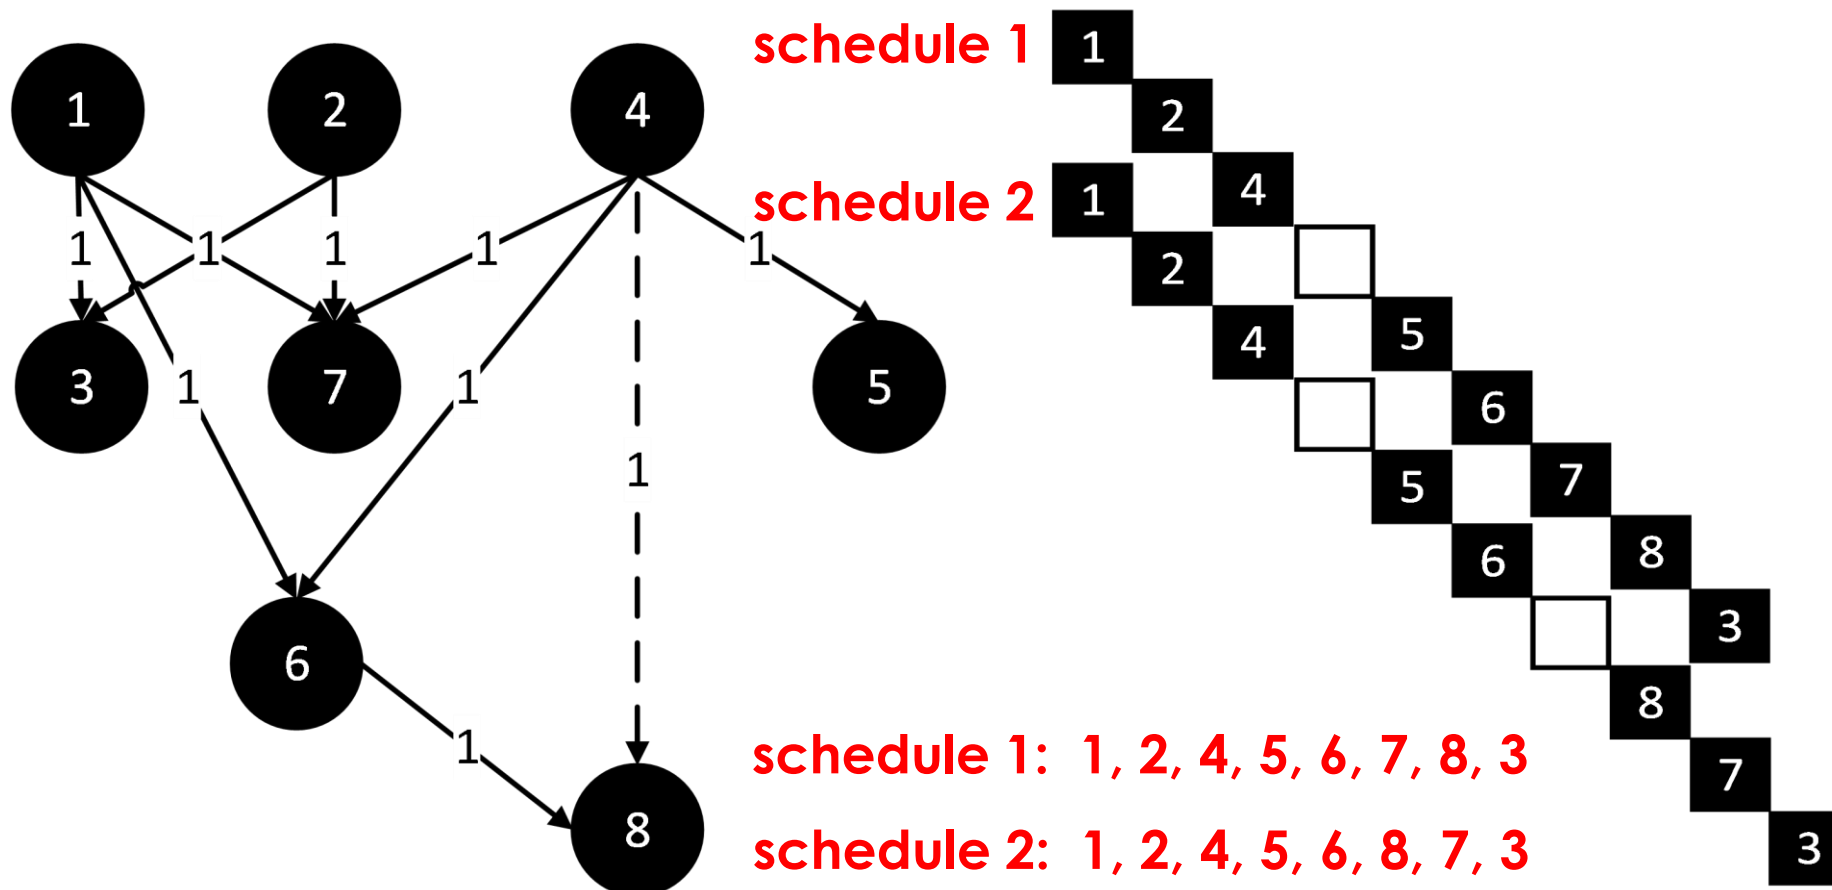 1 2 4
1 1 1 1 1
3 7 5
1 1
1
6
1
8
schedule 1 1
2
4
5
6
7
8
3
schedule 2 1
2
4
5
6
8
7
3
schedule 1: 1, 2, 4, 5, 6, 7, 8, 3
schedule 2: 1, 2, 4, 5, 6, 8, 7, 3